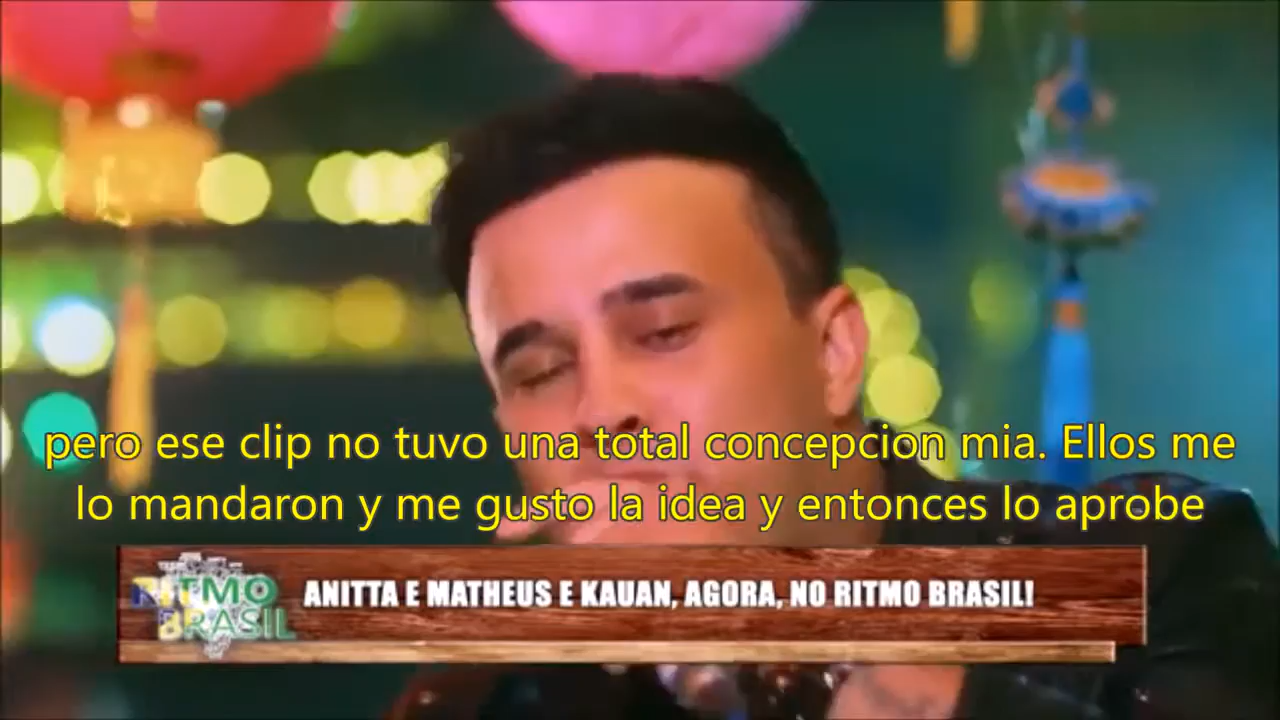 pero ese clip no tuvo una total concepcion mia. Ellos me
lo mandaron y me gusto la idea y entonces lo aprobe
RITMO
BRASIL
ANITTA E MATHEUS E KAUAN, AGORA, NO RITMO BRASIL!